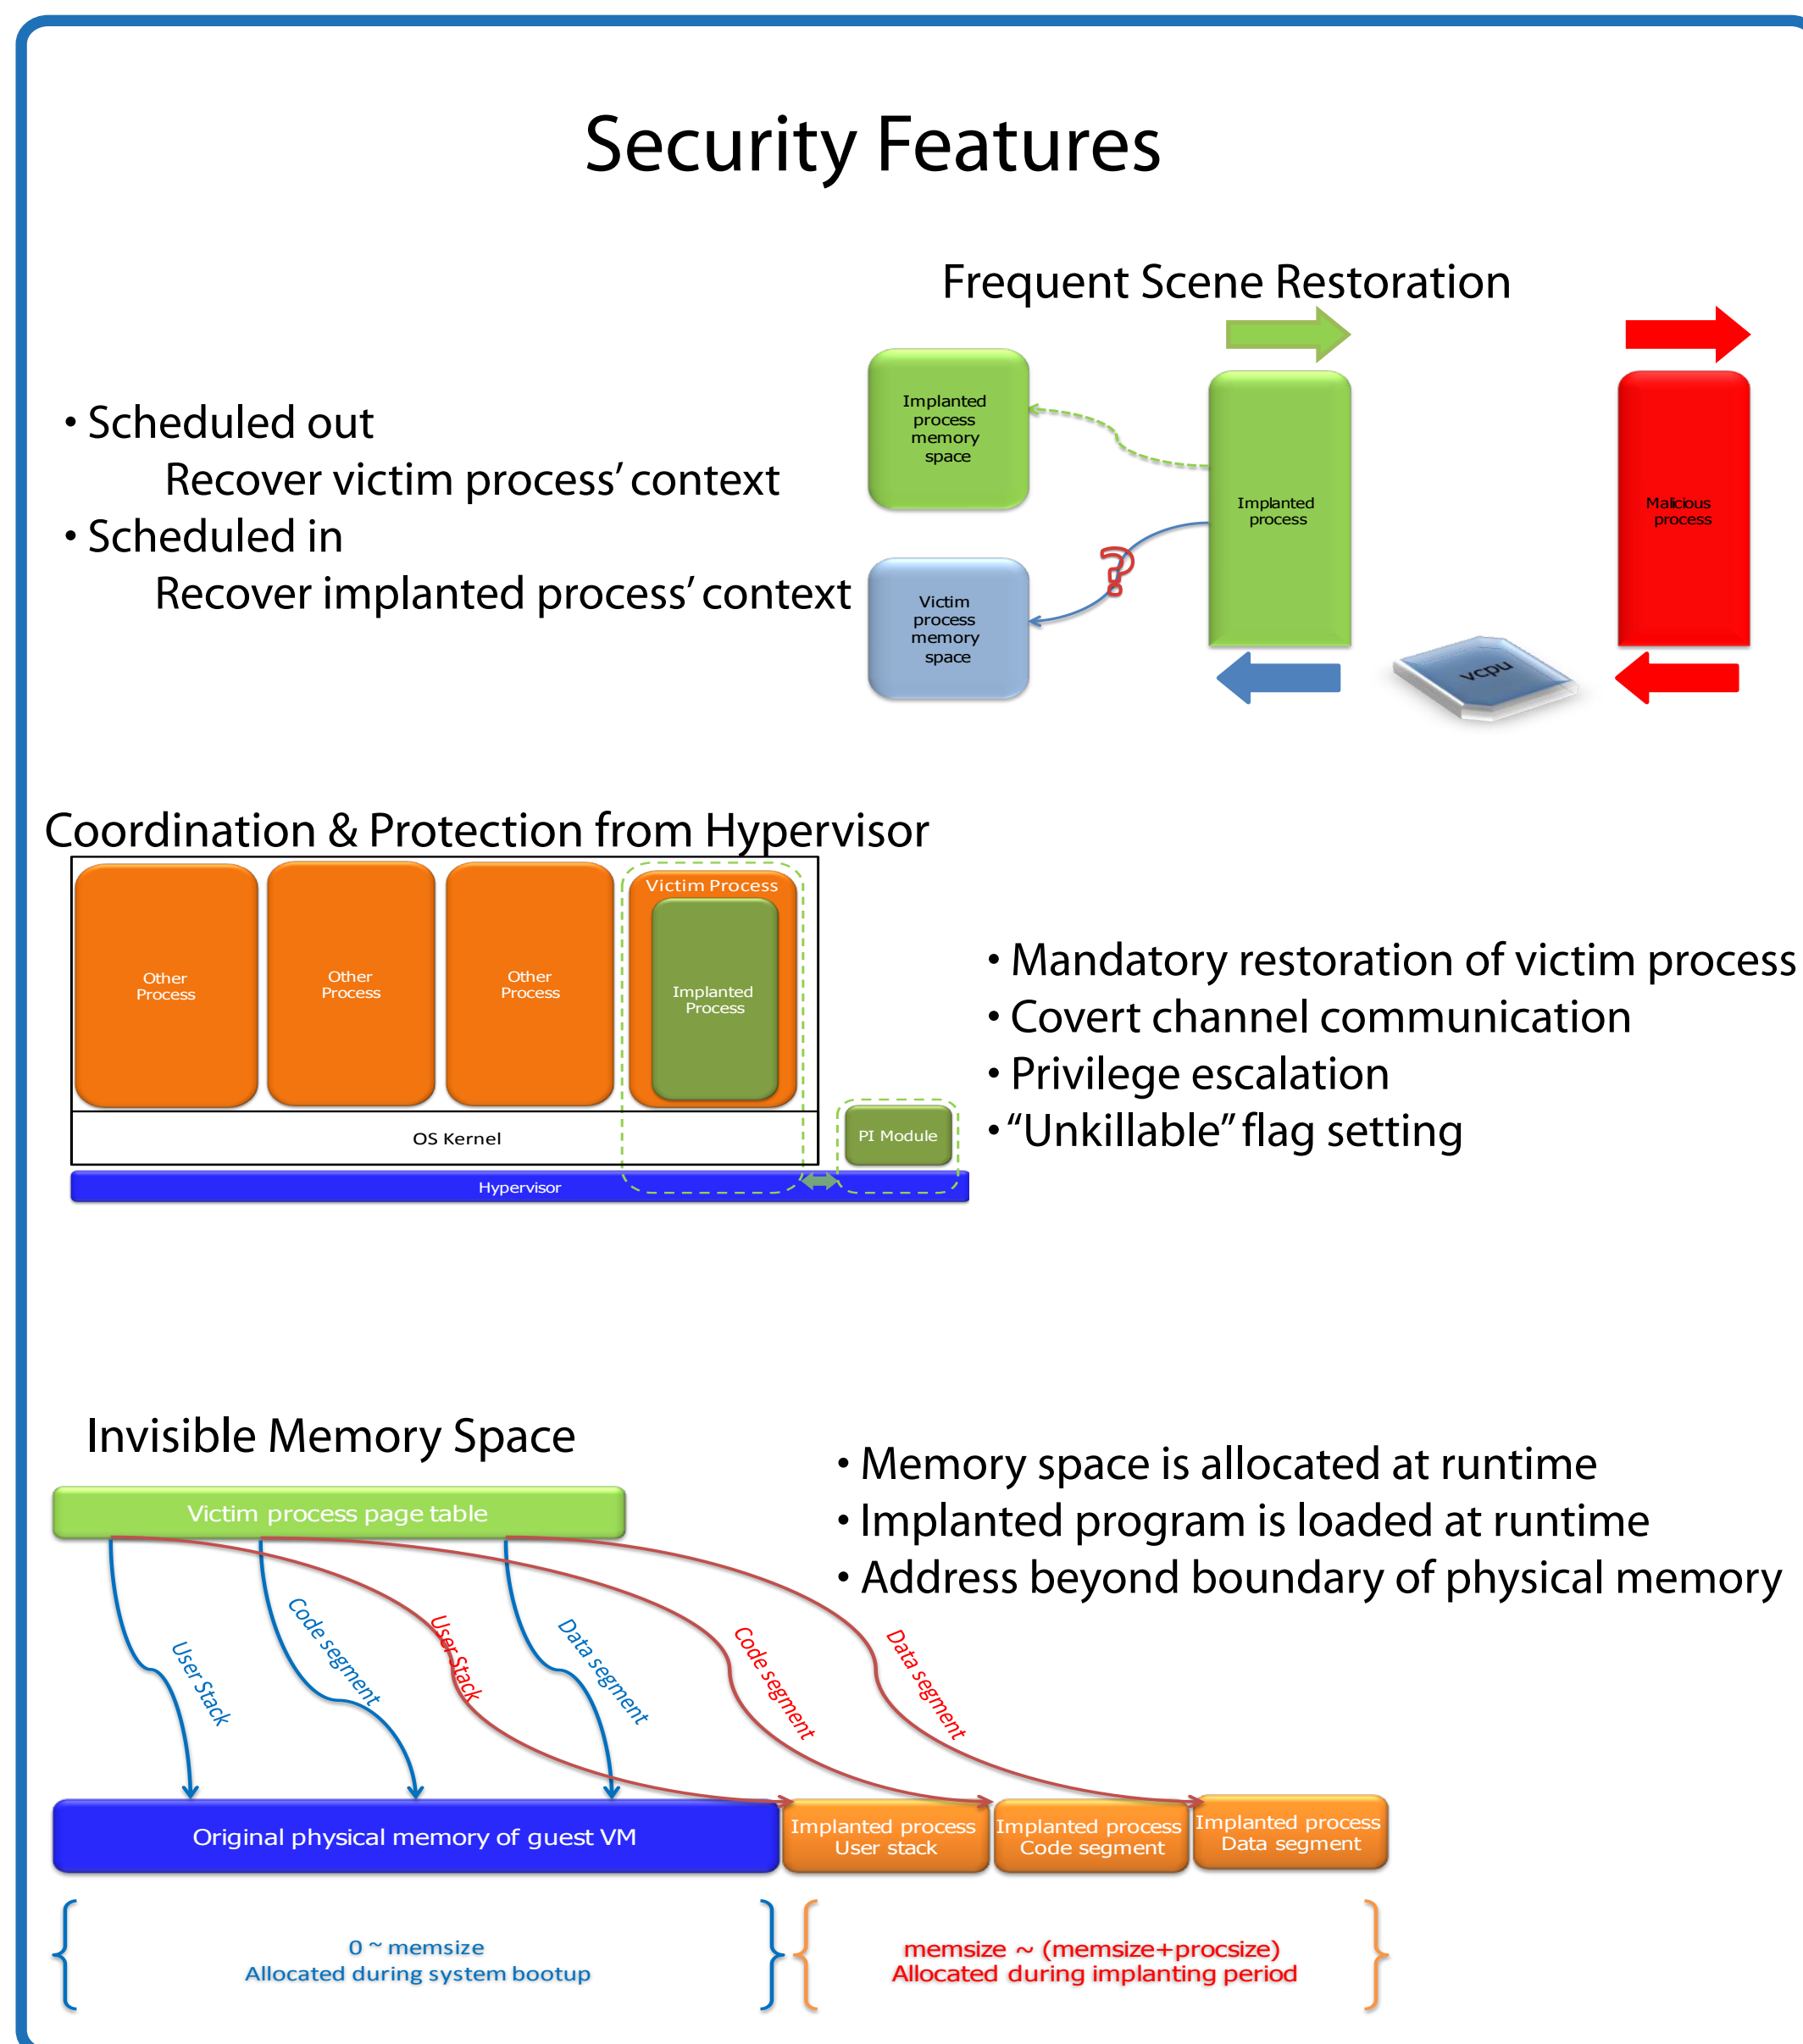 Security Features
Frequent Scene Restoration
• Scheduled out
Recover victim process’ context
• Scheduled in
Recover implanted process’ context
Implanted
process
memory
space
Victim
process
memory
space
?
Implanted
process
Malicious
process
vcpu
Coordination & Protection from Hypervisor
Other
Process
Other
Process
Other
Process
Victim Process
Implanted
Process
OS Kernel
PI Module
Hypervisor
• Mandatory restoration of victim process
• Covert channel communication
• Privilege escalation
• “Unkillable” flag setting
Invisible Memory Space
• Memory space is allocated at runtime
• Implanted program is loaded at runtime
• Address beyond boundary of physical memory
Victim process page table
User Stack
Code segment
User Stack
Data segment
Code segment
Data segment
Original physical memory of guest VM
Implanted process
User stack
Implanted process
Code segment
Implanted process
Data segment
0 ~ memsize
Allocated during system bootup
memsize ~ (memsize+procsize)
Allocated during implanting period